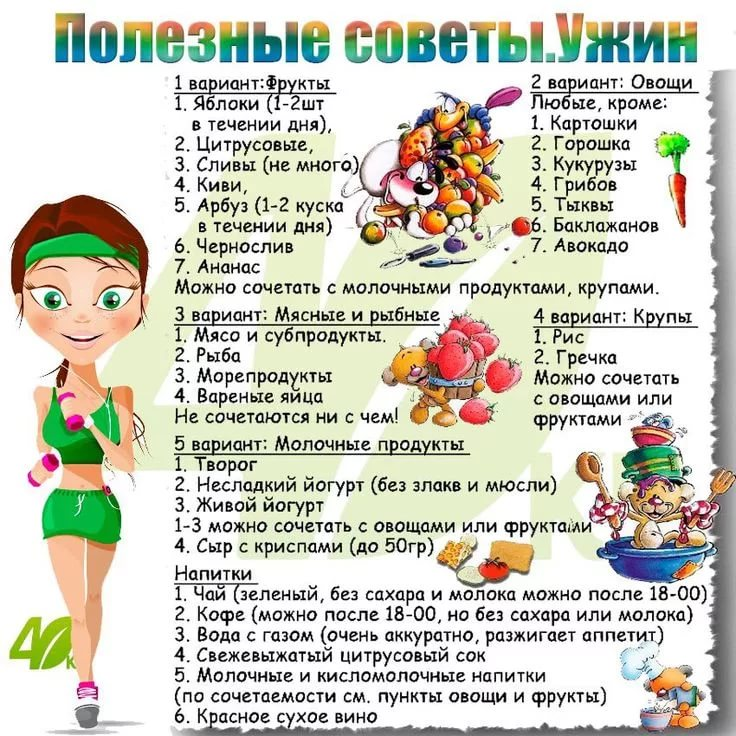 Полезные советы.Ужин
1 вариант:Фрукты
1. Яблоки (1-2шт
в течении дня),
2. Цитрусовые,
3. Сливы (не много)
4. Киви,
5. Арбуз (1-2 куска
в течении дня)
6. Чернослив
7. Ананас
2 вариант: Овощи
Любые, кроме:
1. Картошки
2. Горошка
3. Кукурузы
4. Грибов
5. Тыквы
6. Баклажанов
7. Авокадо
Можно сочетать с молочными продуктами, крупами.
3 вариант: Мясные и рыбные
1. Мясо и субпродукты.
2. Рыба
3. Морепродукты
4. Вареные яйца
Не сочетаются ни с чем!
4 вариант: Крупы
1. Рис
2. Гречка
Можно сочетать
с овощами или
фруктами
5 вариант: Молочные продукты
1. Творог
2. Несладкий йогурт (без злакв и мюсли)
3. Живой йогурт
1-3 можно сочетать с овощами или фруктами
4. Сыр с криспами (до 50гр)
Напитки
1. Чай (зеленый, без сахара и молока можно после 18-00)
2. Кофе (можно после 18-00, но без сахара или молока)
3. Вода с газом (очень аккуратно, разжигает аппетит)
4. Свежевыжатый цитрусовый сок
5. Молочные и кисломолочные напитки
(по сочетаемости см. пункты овощи и фрукты)
6. Красное сухое вино
40